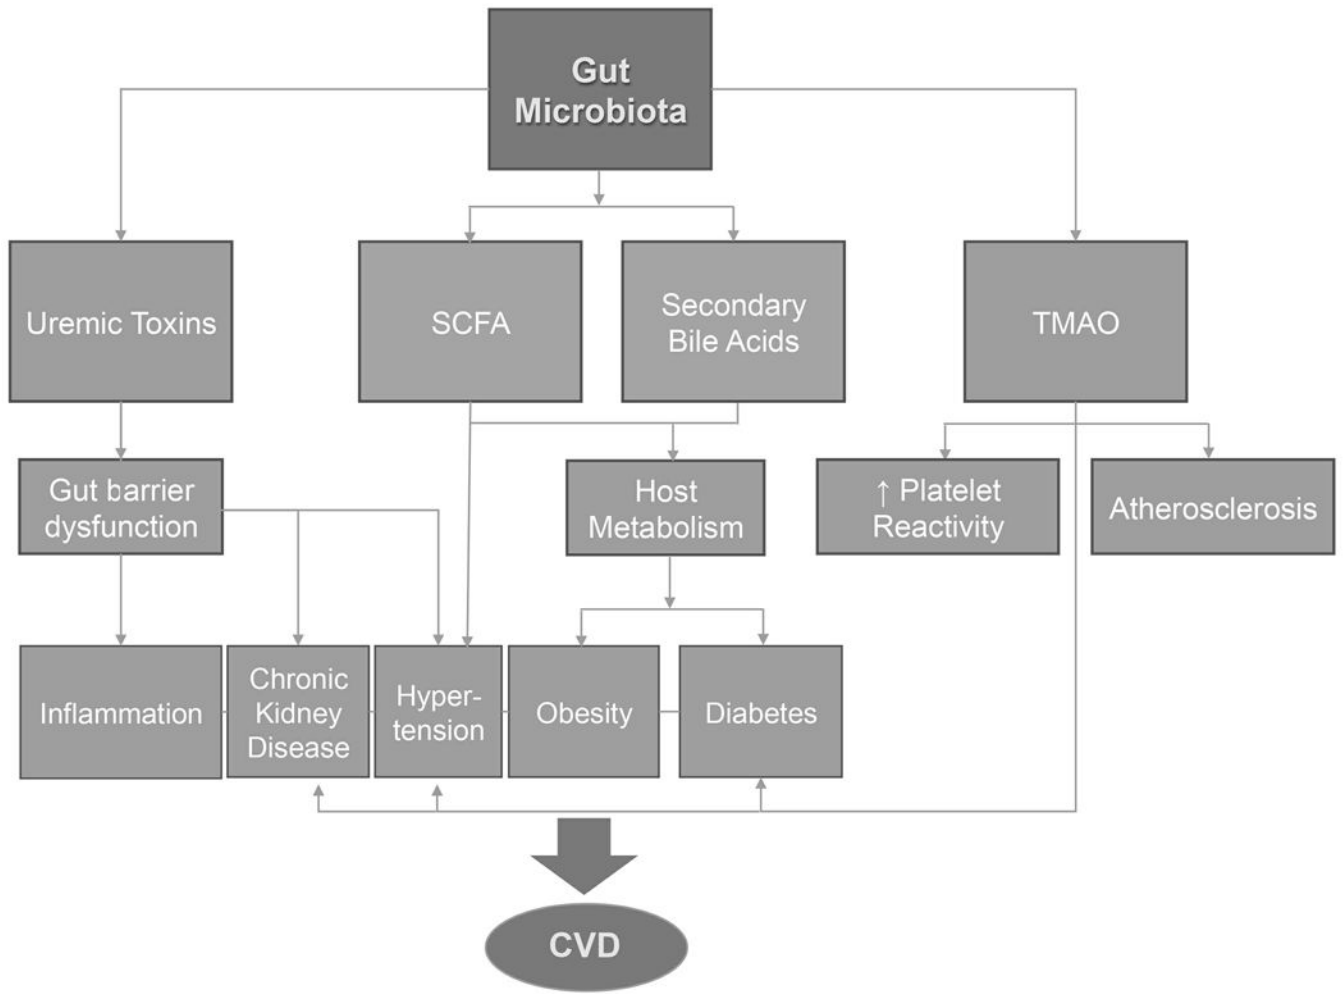 Gut
Microbiota
Uremic Toxins
SCFA
Secondary
Bile Acids
TMAO
Gut barrier
dysfunction
Host
Metabolism
↑ Platelet
Reactivity
Atherosclerosis
Inflammation
Chronic
Kidney
Disease
Hyper-
tension
Obesity
Diabetes
CVD